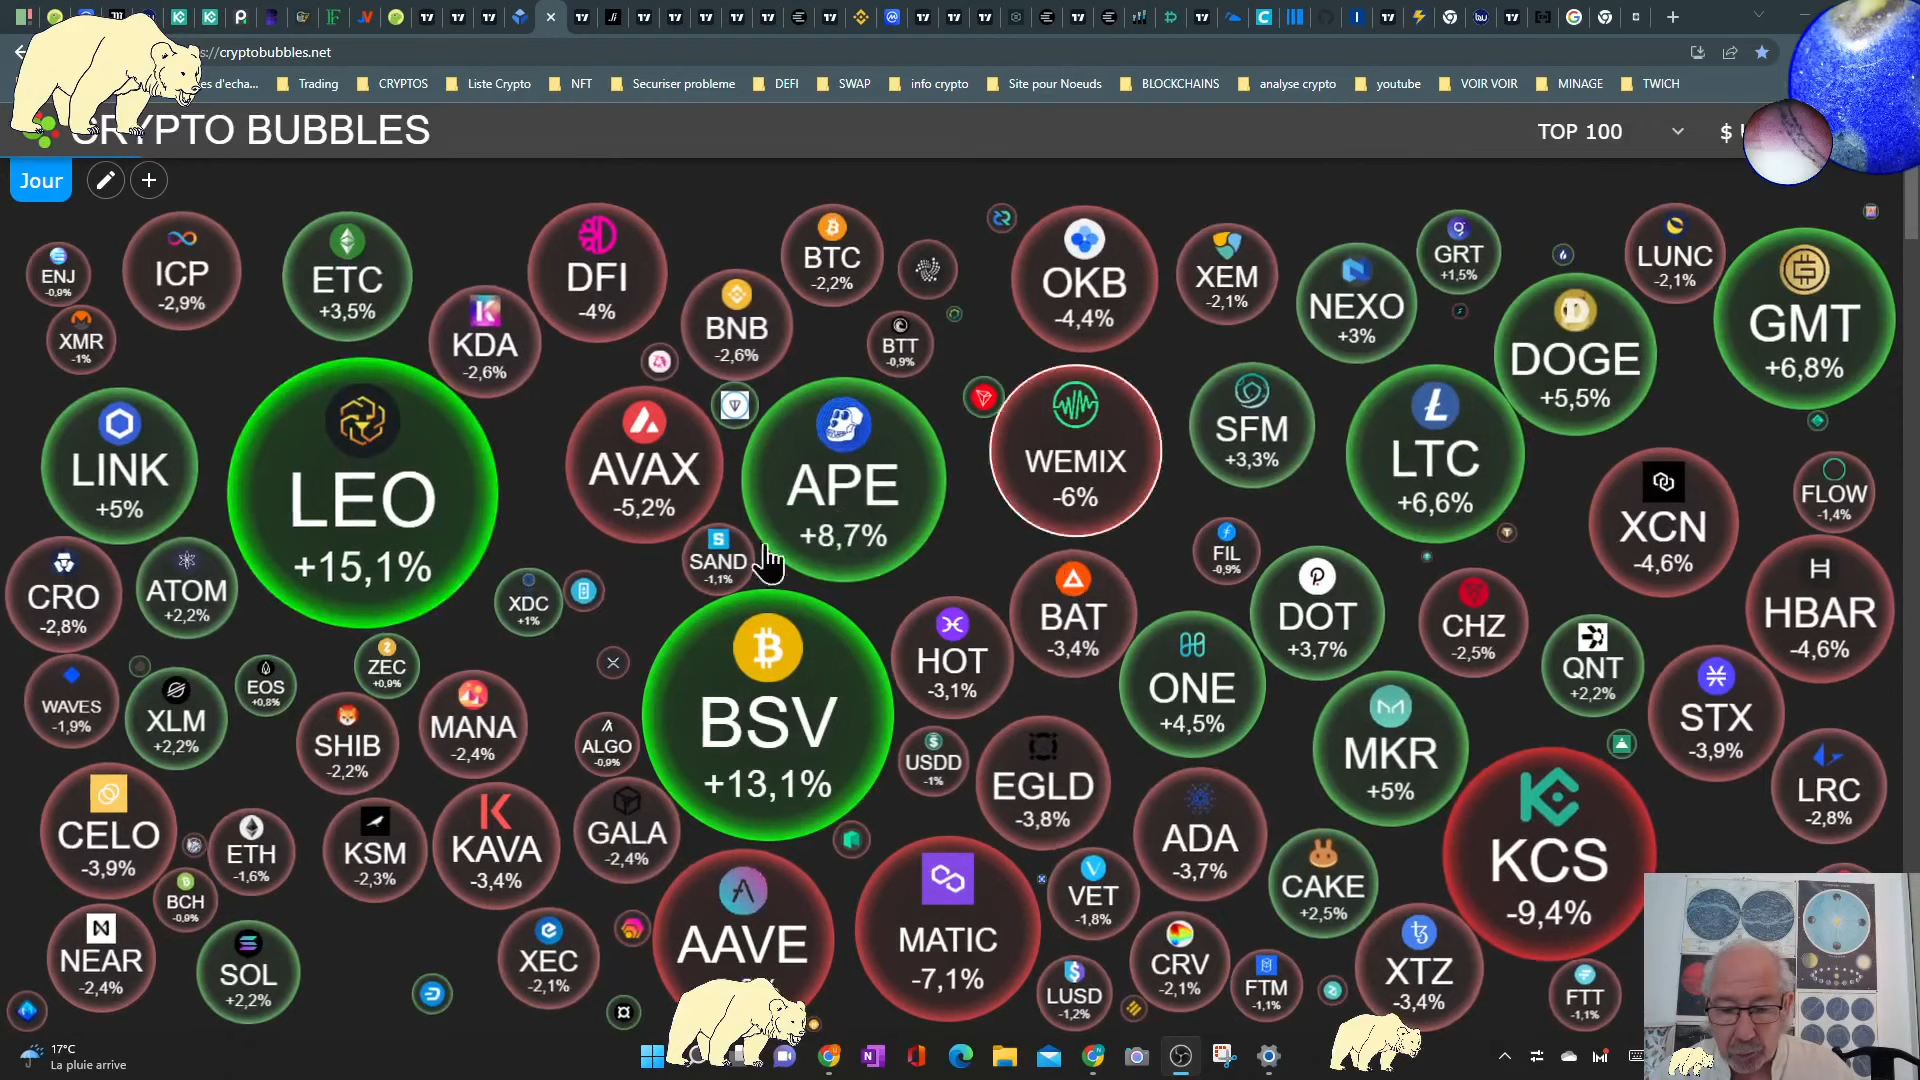 cryptobubbles.net
Trading
CRYPTOS
Liste Crypto
NFT
Securiser probleme
DEFI
SWAP
info crypto
Site pour Noeuds
BLOCKCHAINS
analyse crypto
youtube
VOIR VOIR
MINAGE
TWICH
CRYPTO BUBBLES
TOP 100
$
Jour
ENJ
-0,9%
ICP
-2,9%
ETC
+3,5%
DFI
-4%
BTC
-2,2%
OKB
-4,4%
XEM
-2,1%
NEXO
+3%
GRT
+1,5%
LUNC
-2,1%
GMT
+6,8%
XMR
-1%
KDA
-2,6%
BNB
-2,6%
BTT
-0,9%
DOGE
+5,5%
LINK
+5%
LEO
+15,1%
AVAX
-5,2%
APE
+8,7%
WEMIX
-6%
SFM
+3,3%
LTC
+6,6%
XCN
-4,6%
FLOW
-1,4%
CRO
-2,8%
ATOM
+2,2%
XDC
+1%
SAND
-1,1%
BAT
-3,4%
FIL
-0,9%
DOT
+3,7%
CHZ
-2,5%
HBAR
-4,6%
WAVES
-1,9%
XLM
+2,2%
EOS
+0,8%
ZEC
+0,9%
SHIB
-2,2%
MANA
-2,4%
ALGO
-0,9%
BSV
+13,1%
HOT
-3,1%
USDD
-1%
ONE
+4,5%
MKR
+5%
QNT
+2,2%
STX
-3,9%
LRC
-2,8%
CELO
-3,9%
ETH
-1,6%
KSM
-2,3%
KAVA
-3,4%
GALA
-2,4%
EGLD
-3,8%
ADA
-3,7%
CAKE
+2,5%
KCS
-9,4%
BCH
-0,9%
NEAR
-2,4%
SOL
+2,2%
XEC
-2,1%
AAVE
MATIC
-7,1%
VET
-1,8%
LUSD
-1,2%
CRV
-2,1%
FTM
-1,1%
XTZ
-3,4%
FTT
-1,1%
17°C
La pluie arrive